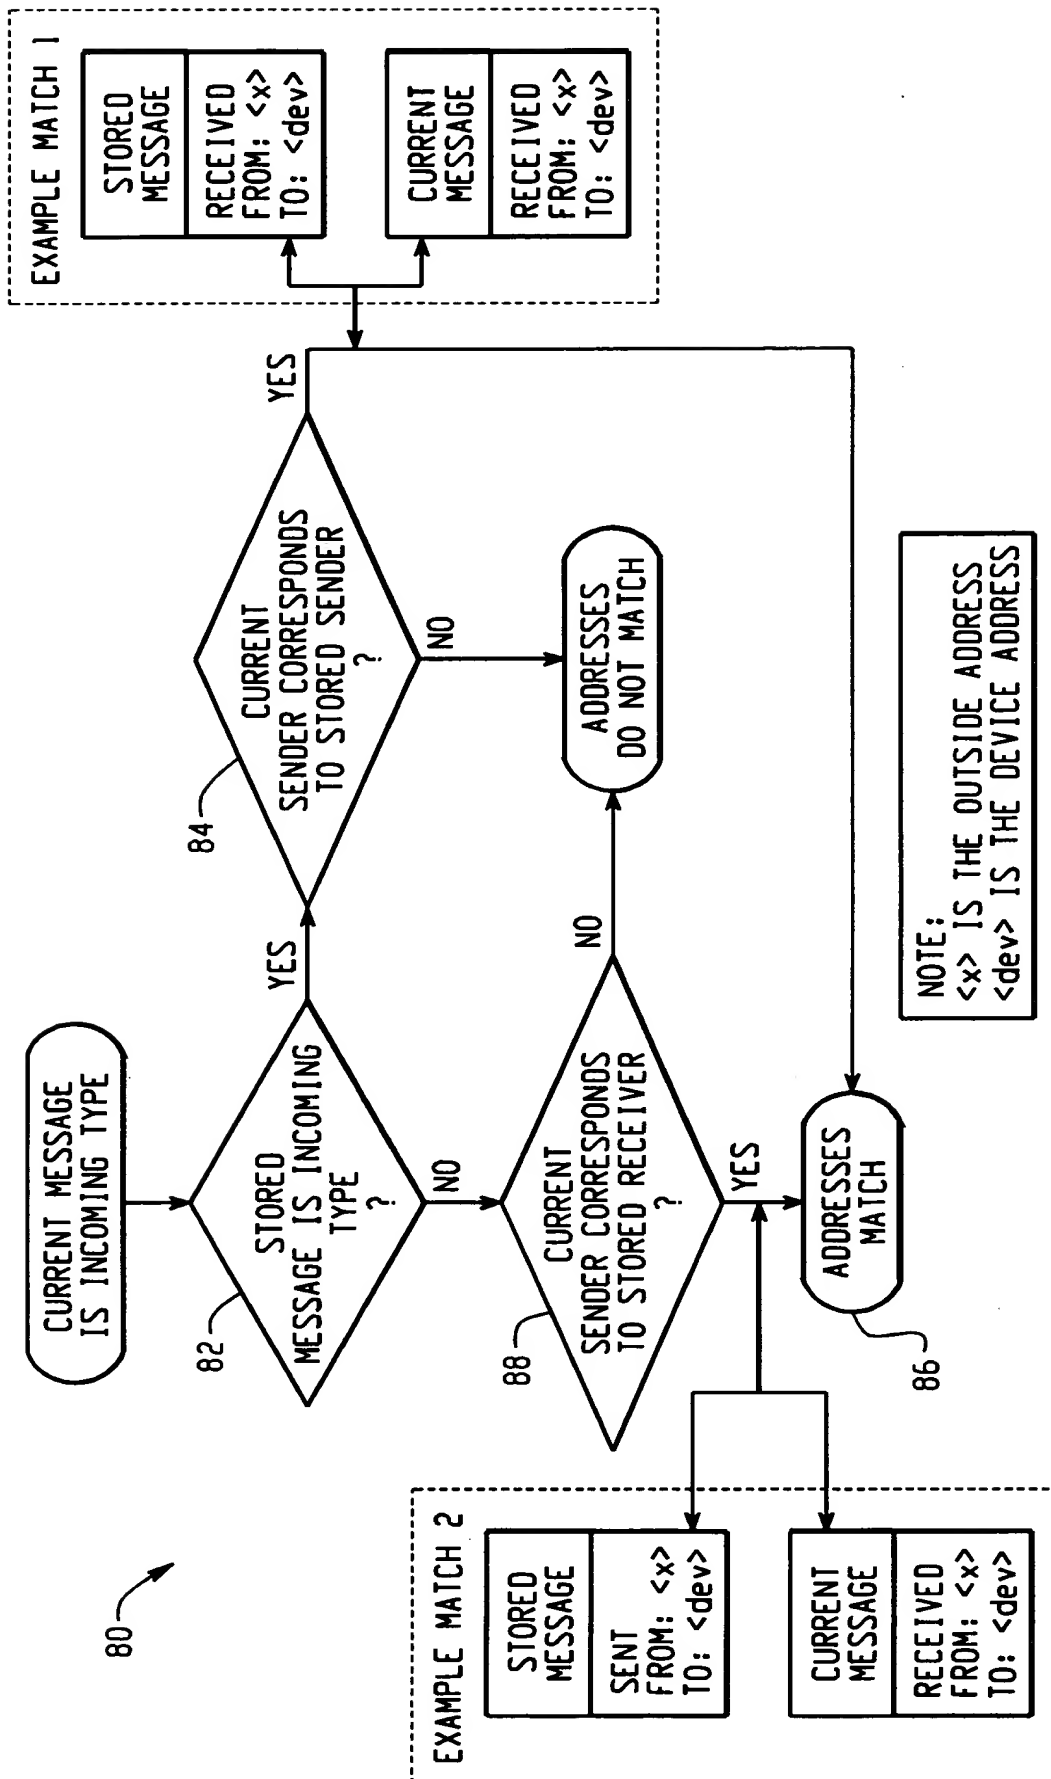 80
CURRENT MESSAGE
IS INCOMING TYPE
82
STORED
MESSAGE IS INCOMING
TYPE
?
YES
NO
84
CURRENT
SENDER CORRESPONDS
TO STORED SENDER
?
YES
NO
EXAMPLE MATCH 1
STORED
MESSAGE
RECEIVED
FROM: <x>
TO: <dev>
CURRENT
MESSAGE
RECEIVED
FROM: <x>
TO: <dev>
88
CURRENT
SENDER CORRESPONDS
TO STORED RECEIVER
?
NO
YES
ADDRESSES
DO NOT MATCH
EXAMPLE MATCH 2
STORED
MESSAGE
SENT
FROM: <x>
TO: <dev>
CURRENT
MESSAGE
RECEIVED
FROM: <x>
TO: <dev>
ADDRESSES
MATCH
86
NOTE:
<x> IS THE OUTSIDE ADDRESS
<dev> IS THE DEVICE ADDRESS